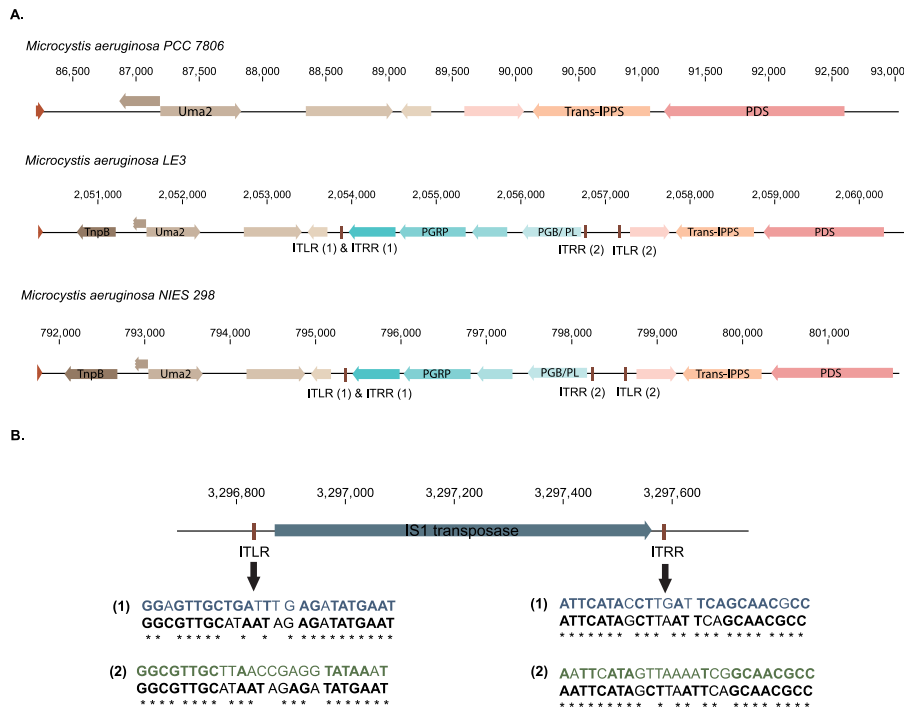 A.
Microcystis aeruginosa PCC 7806
86,500 87,000 87,500 88,000 88,500 89,000 89,500 90,000 90,500 91,000 91,500 92,000 92,500 93,000
Uma2 Trans-IPPS PDS
Microcystis aeruginosa LE3
2,051,000 2,052,000 2,053,000 2,054,000 2,055,000 2,056,000 2,057,000 2,058,000 2,059,000 2,060,000
TnpB Uma2 PGRP PGB/ PL Trans-IPPS PDS
ITLR (1) & ITRR (1) ITRR (2) ITLR (2)
Microcystis aeruginosa NIES 298
792,000 793,000 794,000 795,000 796,000 797,000 798,000 799,000 800,000 801,000
TnpB Uma2 PGRP PGB/PL Trans-IPPS PDS
ITLR (1) & ITRR (1) ITRR (2) ITLR (2)
B.
3,296,800 3,297,000 3,297,200 3,297,400 3,297,600
IS1 transposase
ITLR ITRR
(1) GGAGTTGCTGATTT G AGATATGAAT (1) ATTCATACCTTGAT TCAGCAACGCC
GGCGTTGCATAAT AG AGATATGAAT ATTCATAGCTTAAT TCAGCAACGCC
(2) GGCGTTGCTTAACCGAGG TATAAAT (2) AATTCATAGTTAAAATCGGCAACGCC
GGCGTTGCATAAT AGAGA TATGAAT AATTCATAGCTTAATTCAGCAACGCC